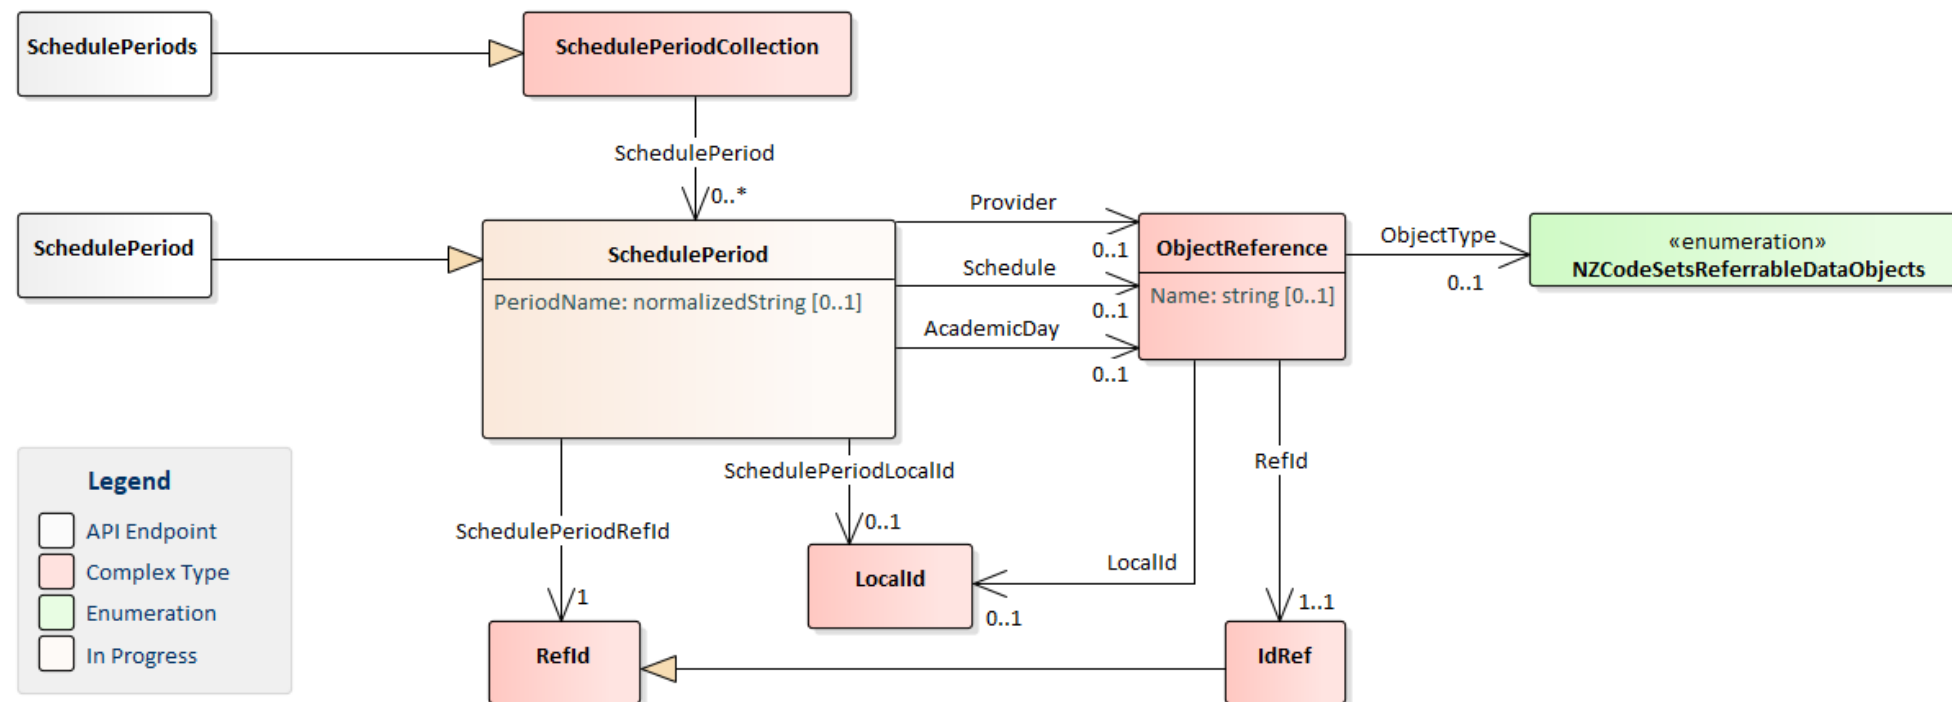 SchedulePeriods
SchedulePeriodCollection
SchedulePeriod
0..*
SchedulePeriod
SchedulePeriod
PeriodName: normalizedString [0..1]
Provider
0..1
Schedule
0..1
AcademicDay
0..1
ObjectReference
Name: string [0..1]
ObjectType
0..1
«enumeration»
NZCodeSetsReferrableDataObjects
SchedulePeriodRefId
1
SchedulePeriodLocalId
0..1
LocalId
LocalId
0..1
RefId
1..1
RefId
IdRef
Legend
API Endpoint
Complex Type
Enumeration
In Progress